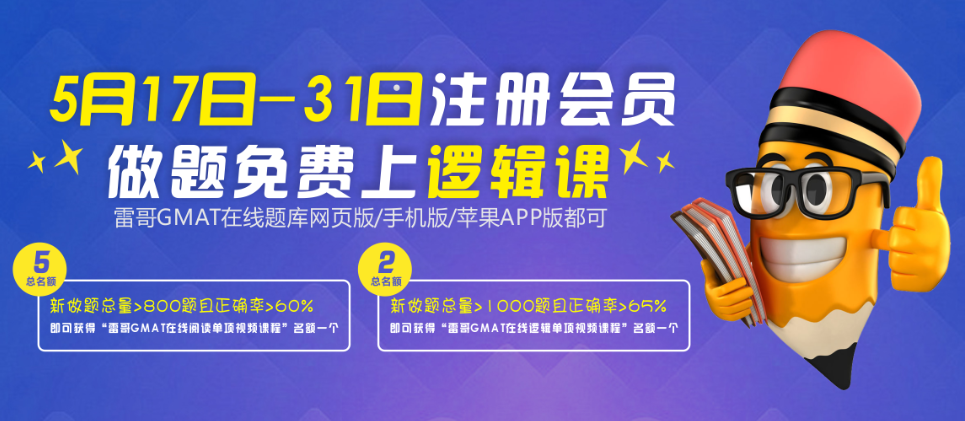 5月17日-31日注册会员
做题免费上逻辑课
雷哥GMAT在线题库网页版/手机版/苹果APP版都可
5
总名额
新做题总量>800题且正确率>60%
即可获得“雷哥GMAT在线阅读单项视频课程”名额一个
2
总名额
新做题总量>1000题且正确率>65%
即可获得“雷哥GMAT在线逻辑单项视频课程”名额一个